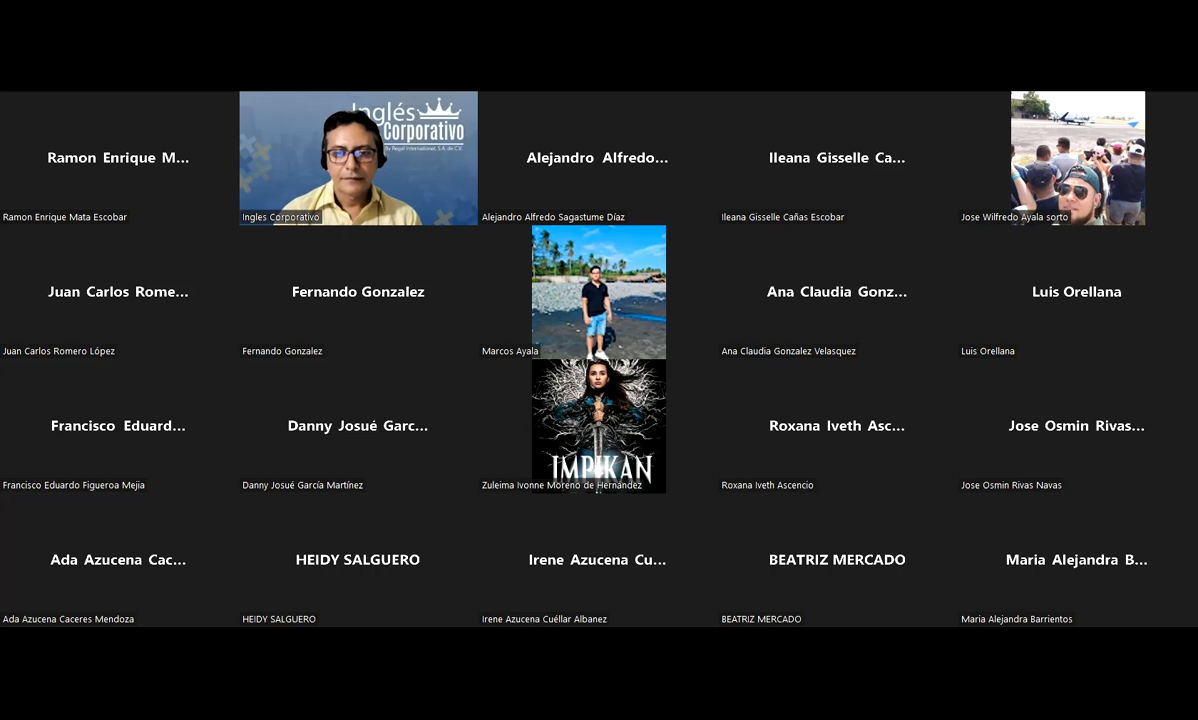 Ramon Enrique M...
Ramon Enrique Mata Escobar
Inglés
Corporativo
By Regal International, S.A. de C.V.
Ingles Corporativo
Alejandro Alfredo...
Alejandro Alfredo Sagastume Díaz
Ileana Gisselle Ca...
Ileana Gisselle Cañas Escobar
Jose Wilfredo Ayala sorto
Juan Carlos Rome...
Juan Carlos Romero López
Fernando Gonzalez
Fernando Gonzalez
Marcos Ayala
Ana Claudia Gonz...
Ana Claudia Gonzalez Velasquez
Luis Orellana
Luis Orellana
Francisco Eduard...
Francisco Eduardo Figueroa Mejia
Danny Josué Garc...
Danny Josué García Martínez
IMPIKAN
Zuleima Ivonne Moreno de Hernández
Roxana Iveth Asc...
Roxana Iveth Ascencio
Jose Osmin Rivas...
Jose Osmin Rivas Navas
Ada Azucena Cac...
Ada Azucena Caceres Mendoza
HEIDY SALGUERO
HEIDY SALGUERO
Irene Azucena Cu...
Irene Azucena Cuéllar Albanez
BEATRIZ MERCADO
BEATRIZ MERCADO
Maria Alejandra B...
Maria Alejandra Barrientos